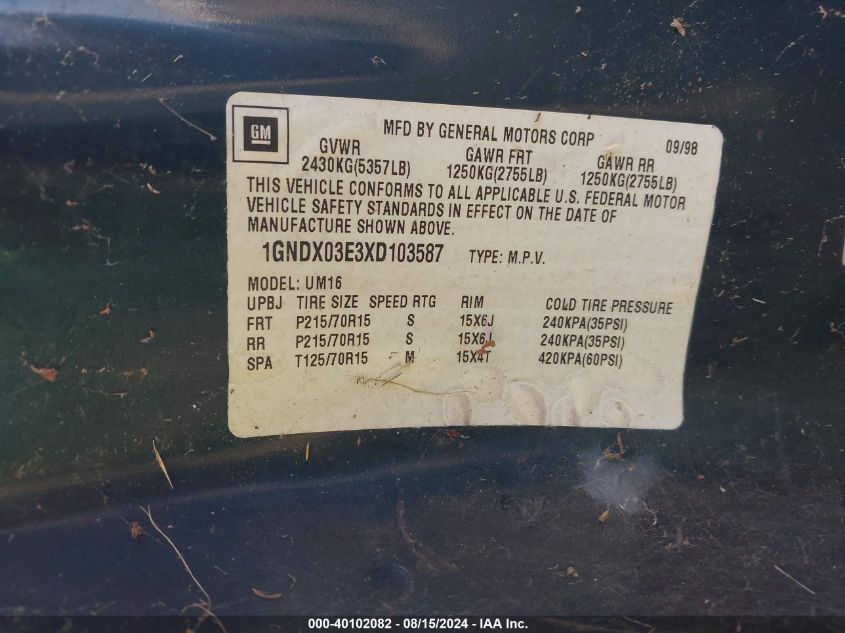 GM
MFD BY GENERAL MOTORS CORP 09/98
GVWR GAWR FRT GAWR RR
2430KG(5357LB) 1250KG(2755LB) 1250KG(2755LB)
THIS VEHICLE CONFORMS TO ALL APPLICABLE U.S. FEDERAL MOTOR
VEHICLE SAFETY STANDARDS IN EFFECT ON THE DATE OF
MANUFACTURE SHOWN ABOVE.
1GNDX03E3XD103587 TYPE: M.P.V.
MODEL: UM16
UPBJ TIRE SIZE SPEED RTG RIM COLD TIRE PRESSURE
FRT P215/70R15 S 15X6J 240KPA(35PSI)
RR P215/70R15 S 15X6J 240KPA(35PSI)
SPA T125/70R15 M 15X4T 420KPA(60PSI)
000-40102082 - 08/15/2024 - IAA Inc.